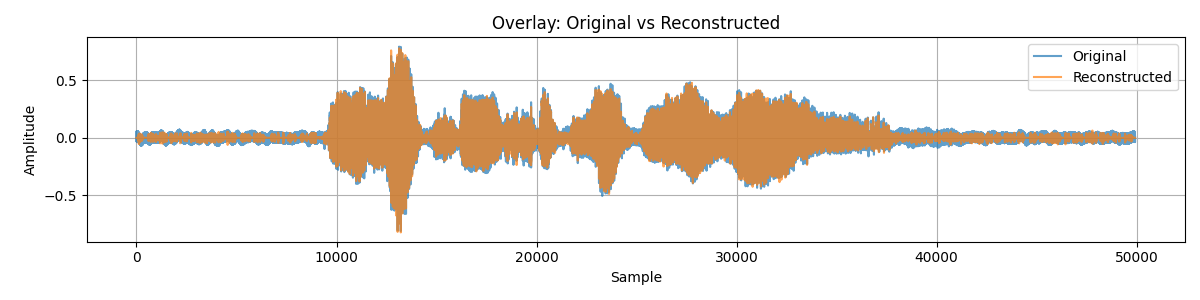 Overlay: Original vs Reconstructed
Original
Reconstructed
Amplitude
0.5
0.0
−0.5
0
10000
20000
30000
40000
50000
Sample